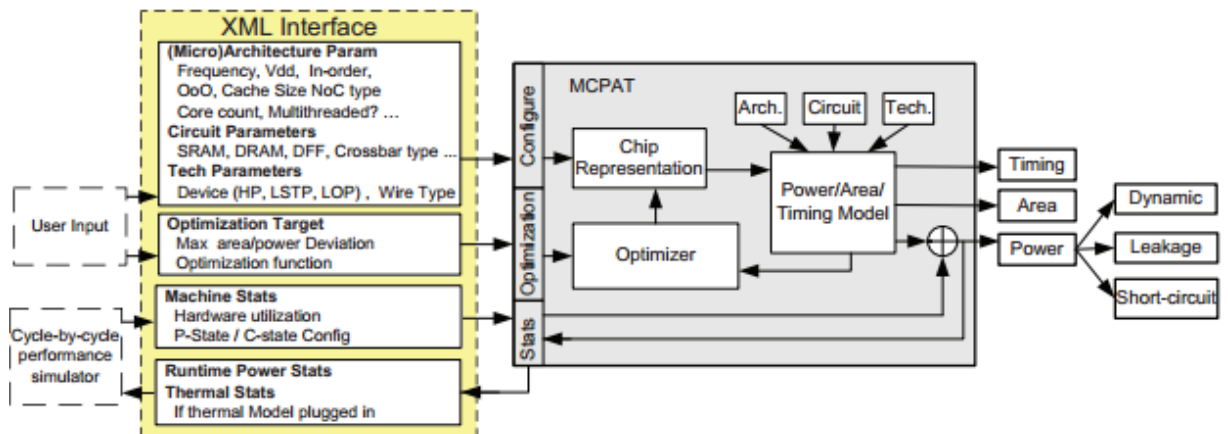 XML Interface
(Micro)Architecture Param
Frequency, Vdd, In-order,
OoO, Cache Size NoC type
Core count, Multithreaded? ...
Circuit Parameters
SRAM, DRAM, DFF, Crossbar type ...
Tech Parameters
Device (HP, LSTP, LOP) , Wire Type
User Input
Optimization Target
Max area/power Deviation
Optimization function
Machine Stats
Hardware utilization
P-State / C-state Config
Cycle-by-cycle
performance
simulator
Runtime Power Stats
Thermal Stats
If thermal Model plugged in
Configure
Optimization
Stats
MCPAT
Arch.
Circuit
Tech.
Chip
Representation
Power/Area/
Timing Model
Optimizer
Timing
Area
Power
Dynamic
Leakage
Short-circuit